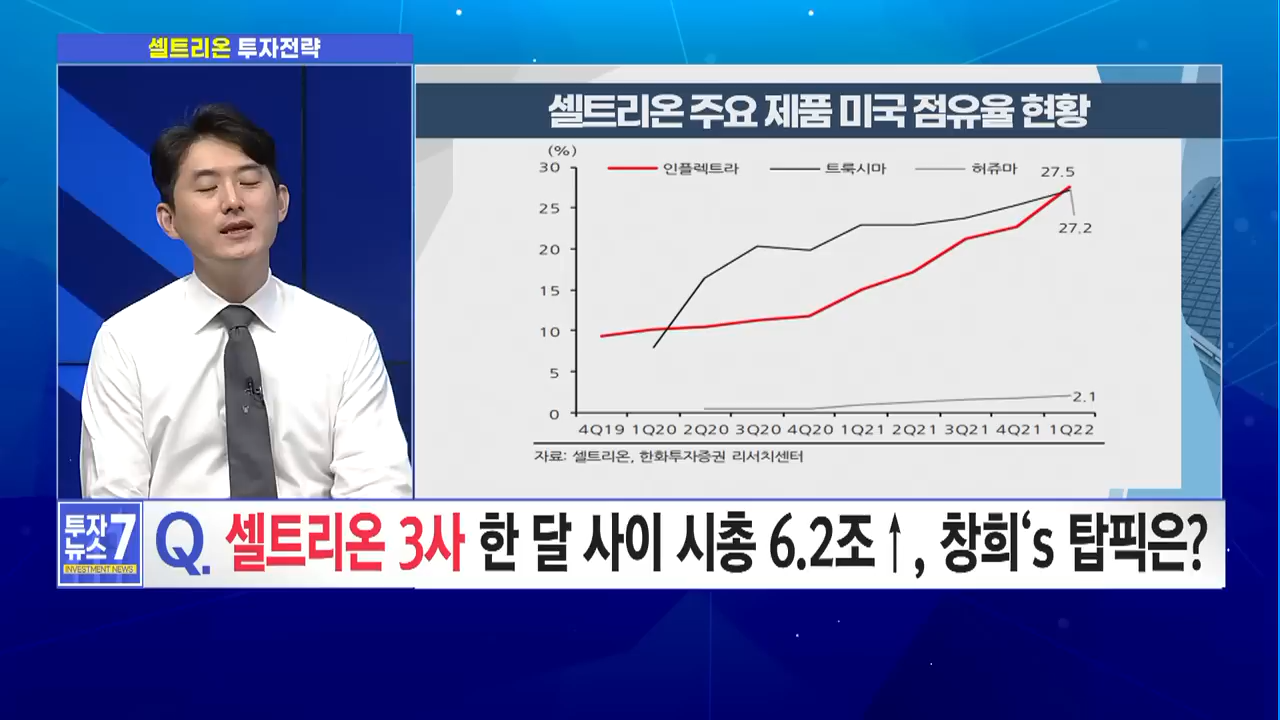 셀트리온 투자전략
셀트리온 주요 제품 미국 점유율 현황
(%)
인플렉트라 트룩시마 허쥬마
30
25
20
15
10
5
0
27.5
27.2
2.1
4Q19 1Q20 2Q20 3Q20 4Q20 1Q21 2Q21 3Q21 4Q21 1Q22
자료: 셀트리온, 한화투자증권 리서치센터
투자
뉴스 7
INVESTMENT NEWS
Q. 셀트리온 3사 한 달 사이 시총 6.2조↑, 창희‘s 탑픽은?